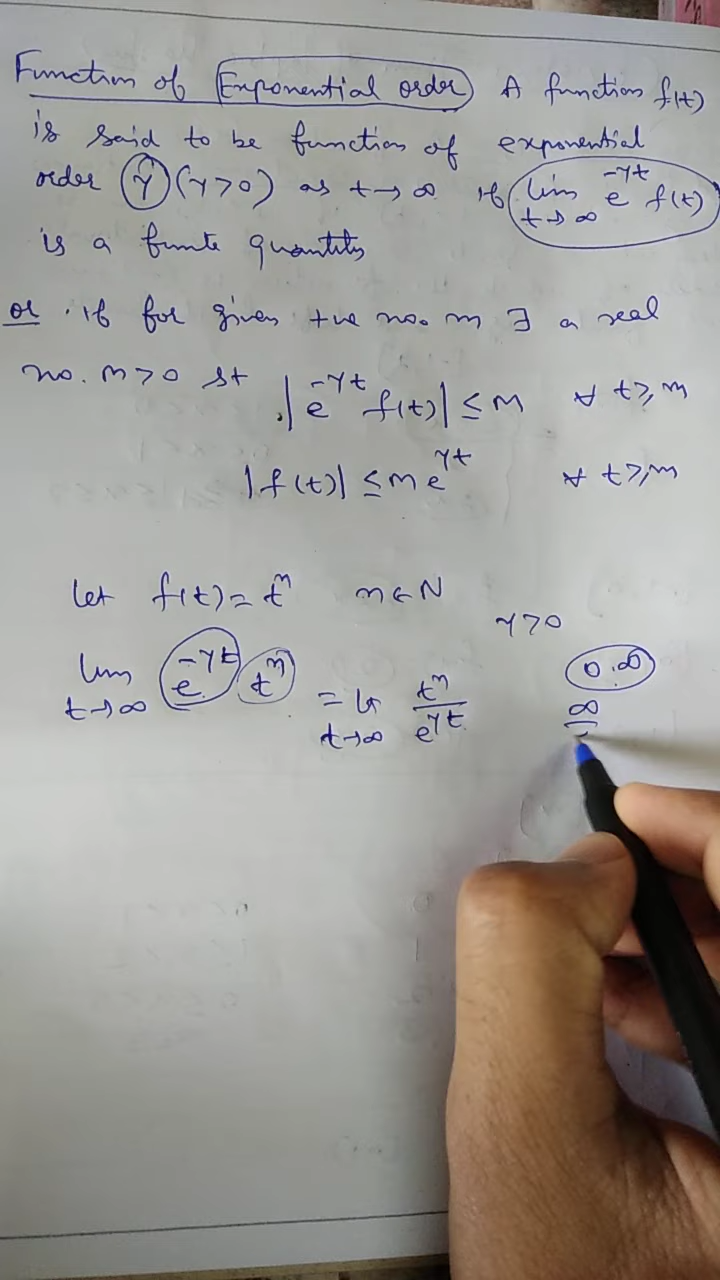 Function of Exponential order A function f(t)
is said to be function of exponential
order γ (γ>0) as t→∞ if lim t→∞ e^-γt f(t)
is a finite quantity
or . if for given +ve no. m ∃ a real
no. M>0 st |e^-γt f(t)| ≤ M ∀ t≥m
|f(t)| ≤ m e^γt ∀ t≥m
let f(t) = t^n n∈N
γ>0
lim t→∞ e^-γt t^n = lt t→∞ t^n/e^γt 0.∞
∞